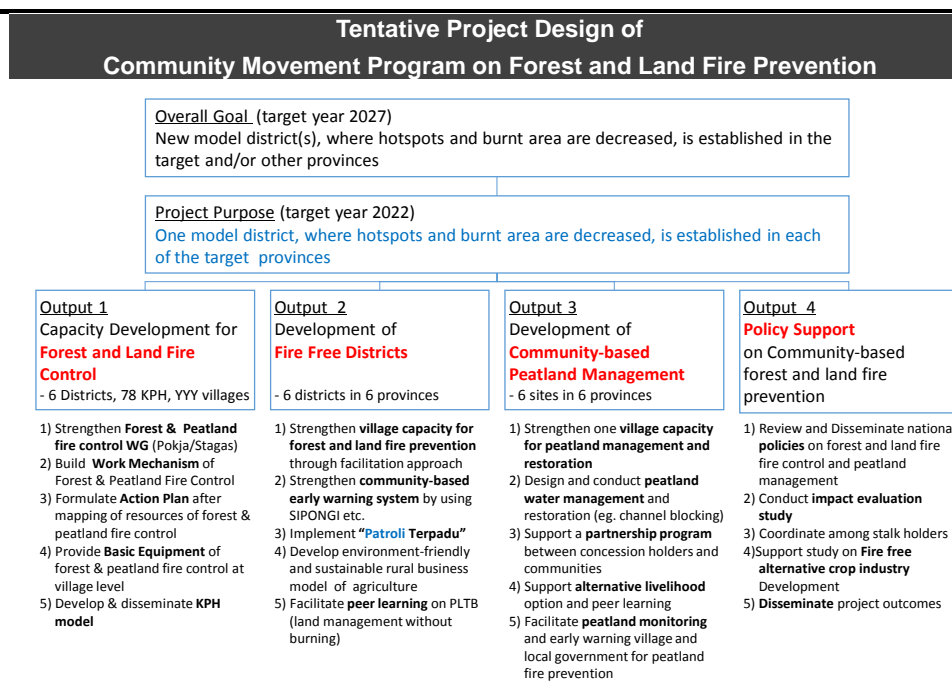 Tentative Project Design of
Community Movement Program on Forest and Land Fire Prevention
Overall Goal (target year 2027)
New model district(s), where hotspots and burnt area are decreased, is established in the
target and/or other provinces
Project Purpose (target year 2022)
One model district, where hotspots and burnt area are decreased, is established in each
of the target provinces
Output 1
Capacity Development for
Forest and Land Fire
Control
- 6 Districts, 78 KPH, YYY villages
1) Strengthen Forest & Peatland
fire control WG (Pokja/Stagas)
2) Build Work Mechanism of
Forest & Peatland Fire Control
3) Formulate Action Plan after
mapping of resources of forest &
peatland fire control
4) Provide Basic Equipment of
forest & peatland fire control at
village level
5) Develop & disseminate KPH
model
Output 2
Development of
Fire Free Districts
- 6 districts in 6 provinces
1) Strengthen village capacity for
forest and land fire prevention
through facilitation approach
2) Strengthen community-based
early warning system by using
SIPONGI etc.
3) Implement “Patroli Terpadu”
4) Develop environment-friendly
and sustainable rural business
model of agriculture
5) Facilitate peer learning on PLTB
(land management without
burning)
Output 3
Development of
Community-based
Peatland Management
- 6 sites in 6 provinces
1) Strengthen one village capacity
for peatland management and
restoration
2) Design and conduct peatland
water management and
restoration (eg. channel blocking)
3) Support a partnership program
between concession holders and
communities
4) Support alternative livelihood
option and peer learning
5) Facilitate peatland monitoring
and early warning village and
local government for peatland
fire prevention
Output 4
Policy Support
on Community-based
forest and land fire
prevention
1) Review and Disseminate nationa
policies on forest and land fire
fire control and peatland
management
2) Conduct impact evaluation
study
3) Coordinate among stalk holders
4)Support study on Fire free
alternative crop industry
Development
5) Disseminate project outcomes